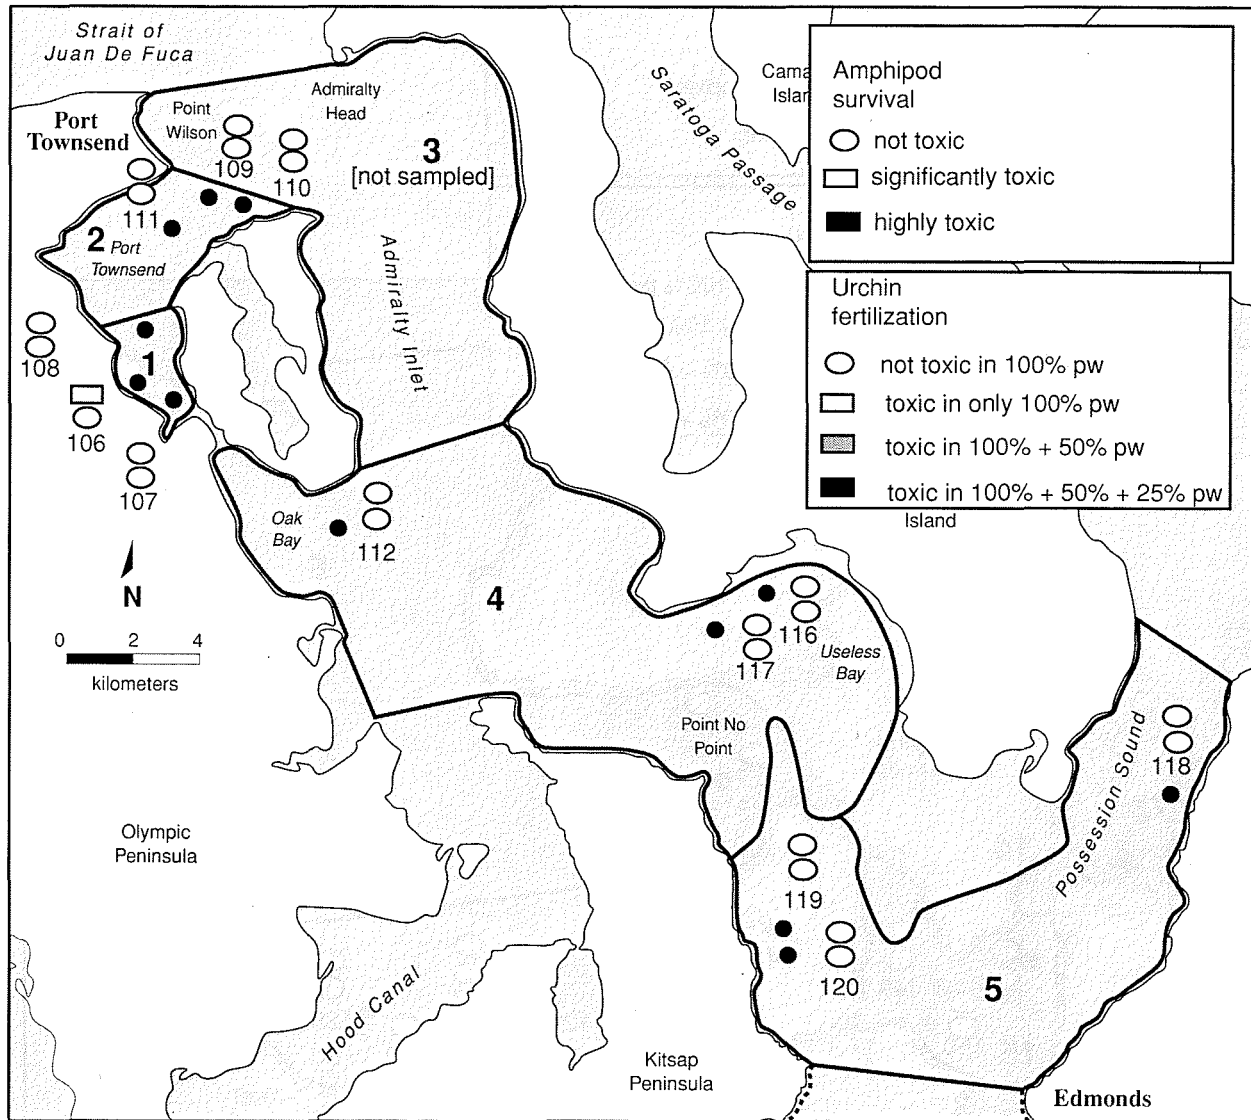 Strait of
Juan De Fuca
Port
Townsend
Point
Wilson
Admiralty
Head
109
110
111
3
[not sampled]
2 Port
Townsend
Saratoga Passage
Cama
Islan
Amphipod
survival
not toxic
significantly toxic
highly toxic
Urchin
fertilization
not toxic in 100% pw
toxic in only 100% pw
toxic in 100% + 50% pw
toxic in 100% + 50% + 25% pw
Island
Admiralty Inlet
108
1
106
107
Oak
Bay
112
N
0 2 4
kilometers
4
116
117
Useless
Bay
Point No
Point
Possession Sound
118
Olympic
Peninsula
119
120
5
Hood Canal
Kitsap
Peninsula
Edmonds